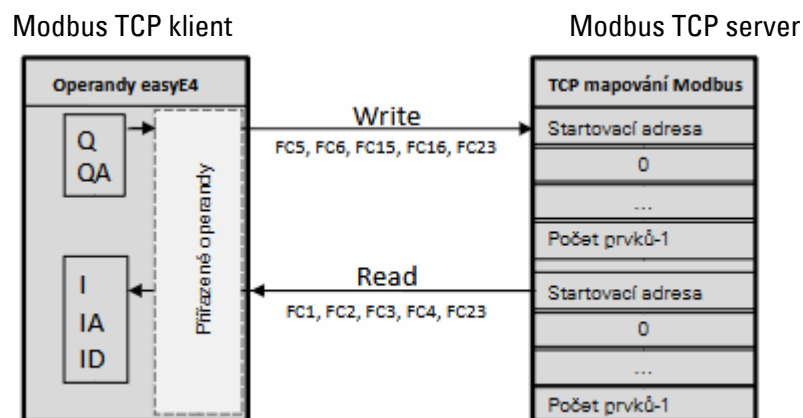 Modbus TCP klient
Modbus TCP server
Operandy easyE4
Q
QA
I
IA
ID
Přiřazené operandy
Write
FC5, FC6, FC15, FC16, FC23
Read
FC1, FC2, FC3, FC4, FC23
TCP mapování Modbus
Startovací adresa
0
...
Počet prvků-1
Startovací adresa
0
...
Počet prvků-1